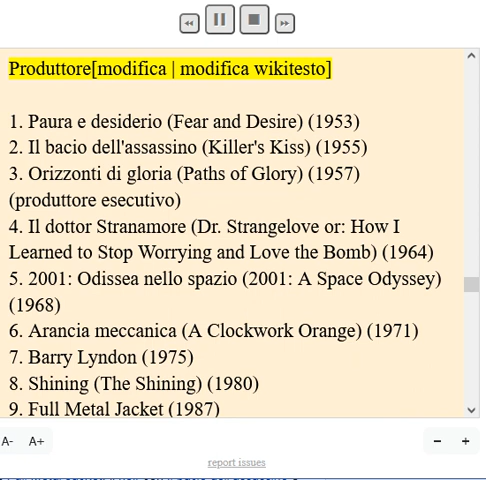 Produttore[modifica | modifica wikitesto]
1. Paura e desiderio (Fear and Desire) (1953)
2. Il bacio dell'assassino (Killer's Kiss) (1955)
3. Orizzonti di gloria (Paths of Glory) (1957)
(produttore esecutivo)
4. Il dottor Stranamore (Dr. Strangelove or: How I
Learned to Stop Worrying and Love the Bomb) (1964)
5. 2001: Odissea nello spazio (2001: A Space Odyssey)
(1968)
6. Arancia meccanica (A Clockwork Orange) (1971)
7. Barry Lyndon (1975)
8. Shining (The Shining) (1980)
9. Full Metal Jacket (1987)
A- A+ - +
report issues